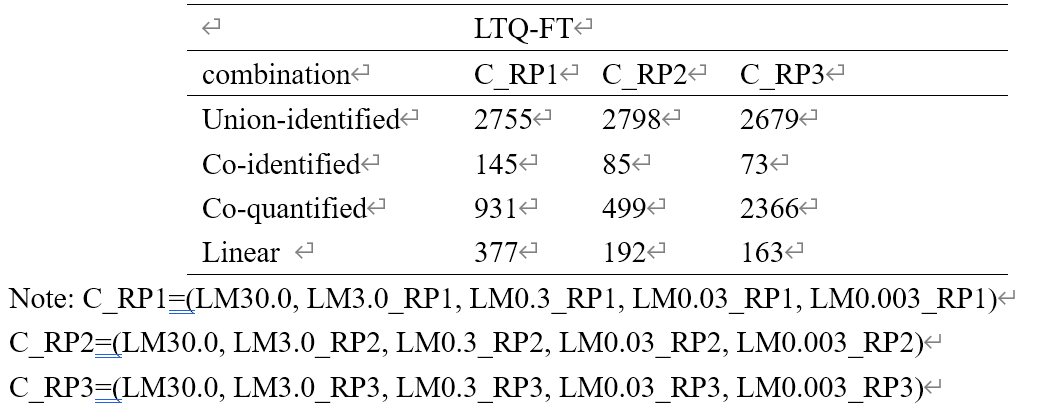 LTQ-FT
combination C_RP1 C_RP2 C_RP3
Union-identified 2755 2798 2679
Co-identified 145 85 73
Co-quantified 931 499 2366
Linear 377 192 163
Note: C_RP1=(LM30.0, LM3.0_RP1, LM0.3_RP1, LM0.03_RP1, LM0.003_RP1)
C_RP2=(LM30.0, LM3.0_RP2, LM0.3_RP2, LM0.03_RP2, LM0.003_RP2)
C_RP3=(LM30.0, LM3.0_RP3, LM0.3_RP3, LM0.03_RP3, LM0.003_RP3)